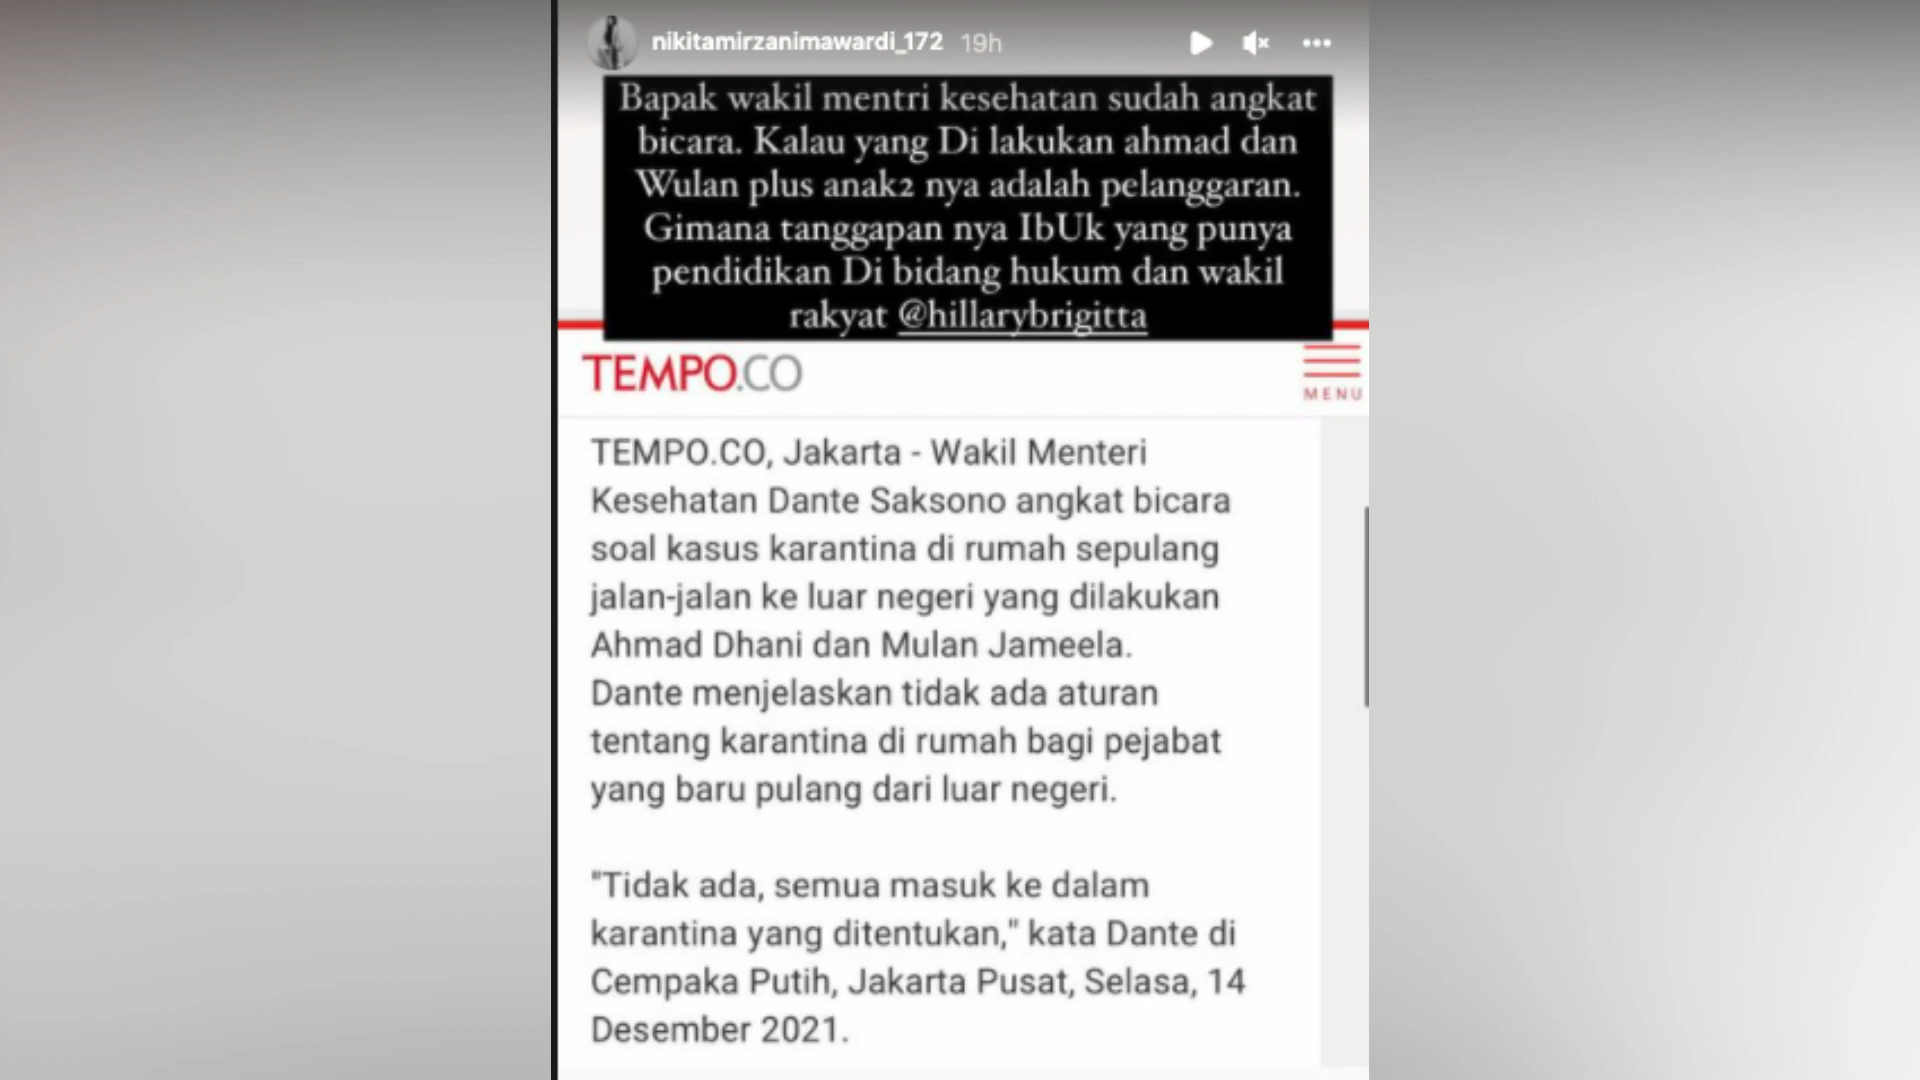 nikitamirzanimawardi_172 19h
Bapak wakil mentri kesehatan sudah angkat
bicara. Kalau yang Di lakukan ahmad dan
Wulan plus anak2 nya adalah pelanggaran.
Gimana tanggapan nya IbUk yang punya
pendidikan Di bidang hukum dan wakil
rakyat @hillarybrigitta
TEMPO.CO
MENU
TEMPO.CO, Jakarta - Wakil Menteri
Kesehatan Dante Saksono angkat bicara
soal kasus karantina di rumah sepulang
jalan-jalan ke luar negeri yang dilakukan
Ahmad Dhani dan Mulan Jameela.
Dante menjelaskan tidak ada aturan
tentang karantina di rumah bagi pejabat
yang baru pulang dari luar negeri.
"Tidak ada, semua masuk ke dalam
karantina yang ditentukan," kata Dante di
Cempaka Putih, Jakarta Pusat, Selasa, 14
Desember 2021.